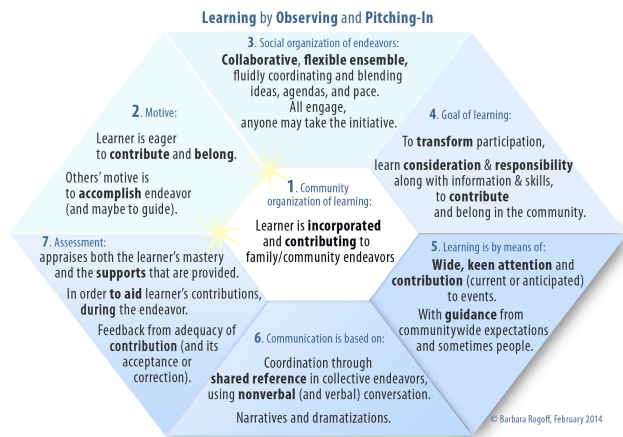 Learning by Observing and Pitching-In
3. Social organization of endeavors:
Collaborative, flexible ensemble,
fluidly coordinating and blending
ideas, agendas, and pace.
All engage,
anyone may take the initiative.
2. Motive:
Learner is eager
to contribute and belong.
Others' motive is
to accomplish endeavor
(and maybe to guide).
4. Goal of learning:
To transform participation,
learn consideration & responsibility
along with information & skills,
to contribute
and belong in the community.
1. Community
organization of learning:
Learner is incorporated
and contributing to
family/community endeavors
7. Assessment:
appraises both the learner's mastery
and the supports that are provided.
In order to aid learner's contributions,
during the endeavor.
Feedback from adequacy of
contribution (and its
acceptance or
correction).
5. Learning is by means of:
Wide, keen attention and
contribution (current or anticipated)
to events.
With guidance from
communitywide expectations
and sometimes people.
6. Communication is based on:
Coordination through
shared reference in collective endeavors,
using nonverbal (and verbal) conversation.
Narratives and dramatizations.
© Barbara Rogoff, February 2014